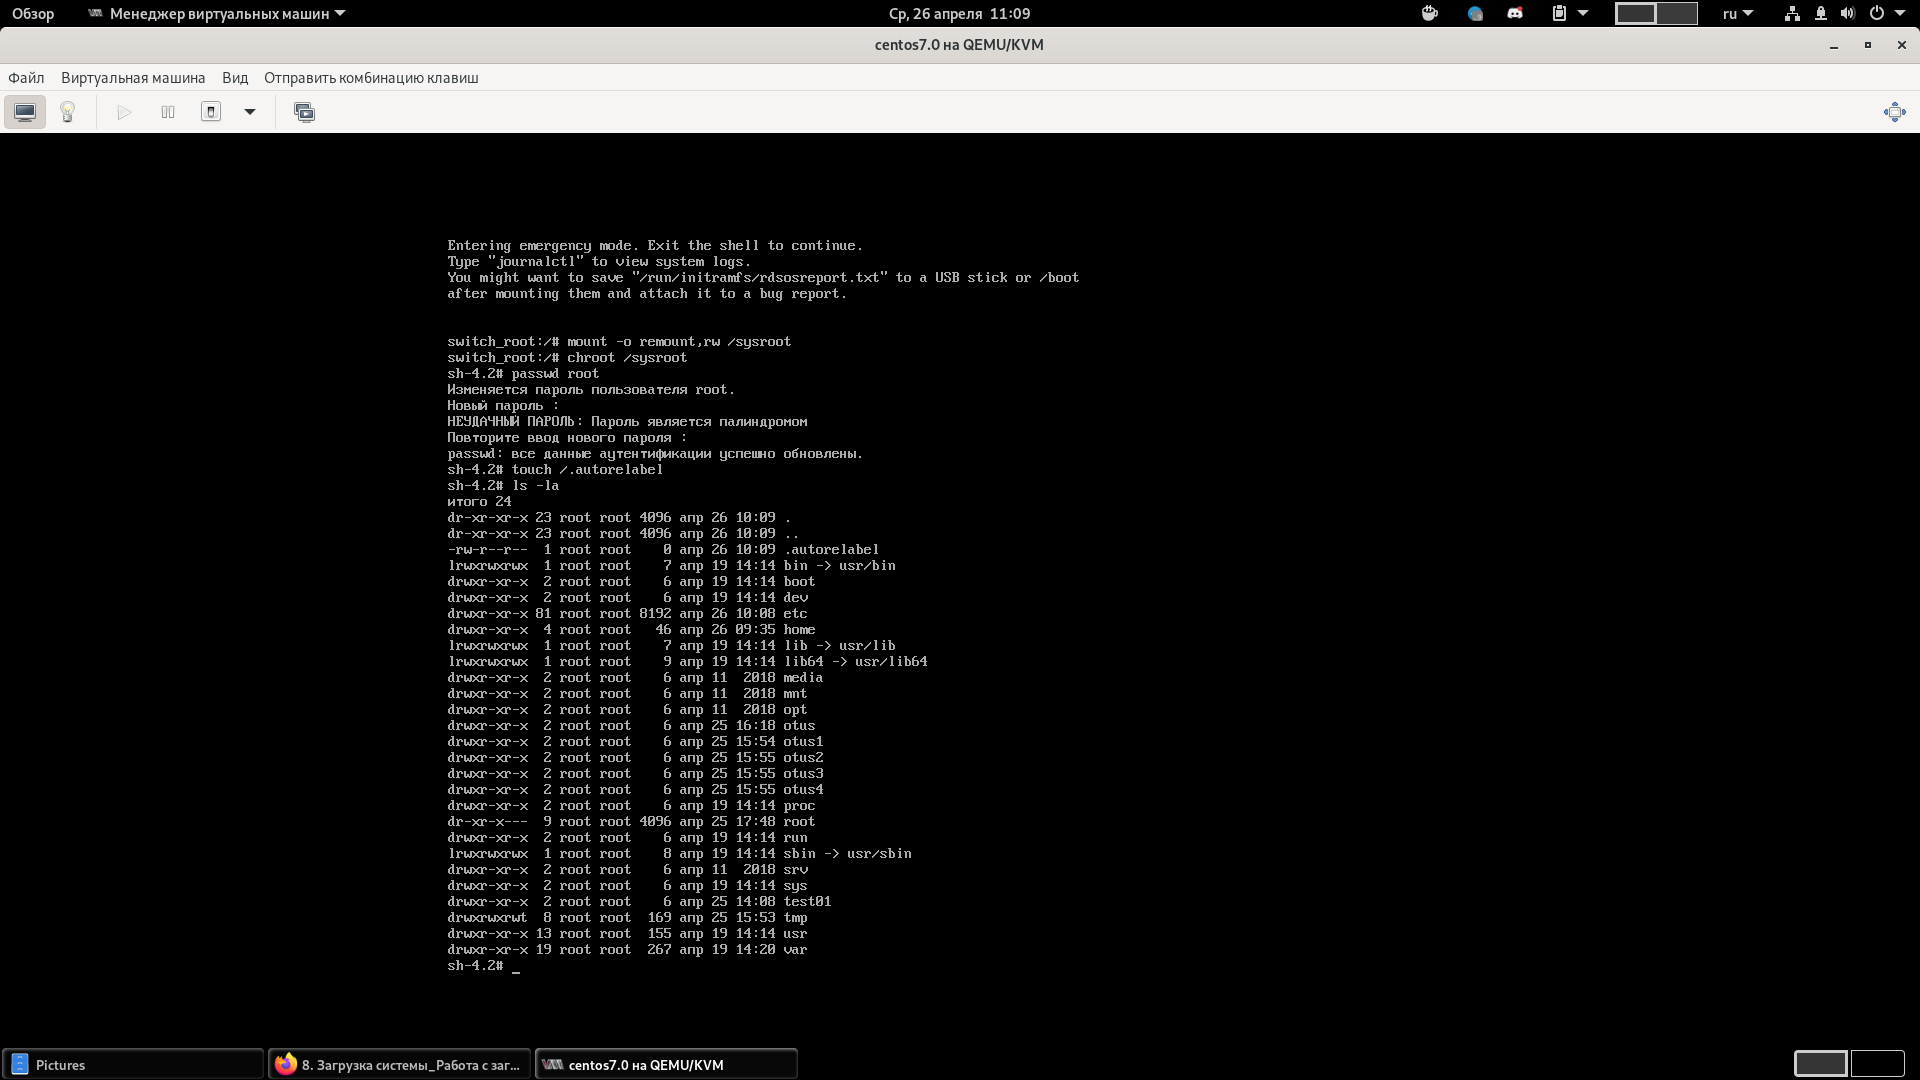 Обзор
Менеджер виртуальных машин
Ср, 26 апреля 11:09
ru
centos7.0 на QEMU/KVM
Файл Виртуальная машина Вид Отправить комбинацию клавиш
Entering emergency mode. Exit the shell to continue.
Type "journalctl" to view system logs.
You might want to save "/run/initramfs/rdsosreport.txt" to a USB stick or /boot
after mounting them and attach it to a bug report.
switch_root:/# mount -o remount,rw /sysroot
switch_root:/# chroot /sysroot
sh-4.2# passwd root
Изменяется пароль пользователя root.
Новый пароль :
НЕУДАЧНЫЙ ПАРОЛЬ: Пароль является палиндромом
Повторите ввод нового пароля :
passwd: все данные аутентификации успешно обновлены.
sh-4.2# touch /.autorelabel
sh-4.2# ls -la
итого 24
dr-xr-xr-x 23 root root 4096 апр 26 10:09 .
dr-xr-xr-x 23 root root 4096 апр 26 10:09 ..
-rw-r--r--  1 root root    0 апр 26 10:09 .autorelabel
lrwxrwxrwx  1 root root    7 апр 19 14:14 bin -> usr/bin
drwxr-xr-x  2 root root    6 апр 19 14:14 boot
drwxr-xr-x  2 root root    6 апр 19 14:14 dev
drwxr-xr-x 81 root root 8192 апр 26 10:08 etc
drwxr-xr-x  4 root root   46 апр 26 09:35 home
lrwxrwxrwx  1 root root    7 апр 19 14:14 lib -> usr/lib
lrwxrwxrwx  1 root root    9 апр 19 14:14 lib64 -> usr/lib64
drwxr-xr-x  2 root root    6 апр 11  2018 media
drwxr-xr-x  2 root root    6 апр 11  2018 mnt
drwxr-xr-x  2 root root    6 апр 11  2018 opt
drwxr-xr-x  2 root root    6 апр 25 16:18 otus
drwxr-xr-x  2 root root    6 апр 25 15:54 otus1
drwxr-xr-x  2 root root    6 апр 25 15:55 otus2
drwxr-xr-x  2 root root    6 апр 25 15:55 otus3
drwxr-xr-x  2 root root    6 апр 25 15:55 otus4
drwxr-xr-x  2 root root    6 апр 19 14:14 proc
dr-xr-x---  9 root root 4096 апр 25 17:48 root
drwxr-xr-x  2 root root    6 апр 19 14:14 run
lrwxrwxrwx  1 root root    8 апр 19 14:14 sbin -> usr/sbin
drwxr-xr-x  2 root root    6 апр 11  2018 srv
drwxr-xr-x  2 root root    6 апр 19 14:14 sys
drwxr-xr-x  2 root root    6 апр 25 14:08 test01
drwxrwxrwt  8 root root  169 апр 25 15:53 tmp
drwxr-xr-x 13 root root  155 апр 19 14:14 usr
drwxr-xr-x 19 root root  267 апр 19 14:20 var
sh-4.2# _
Pictures
8. Загрузка системы_Работа с заг...
centos7.0 на QEMU/KVM